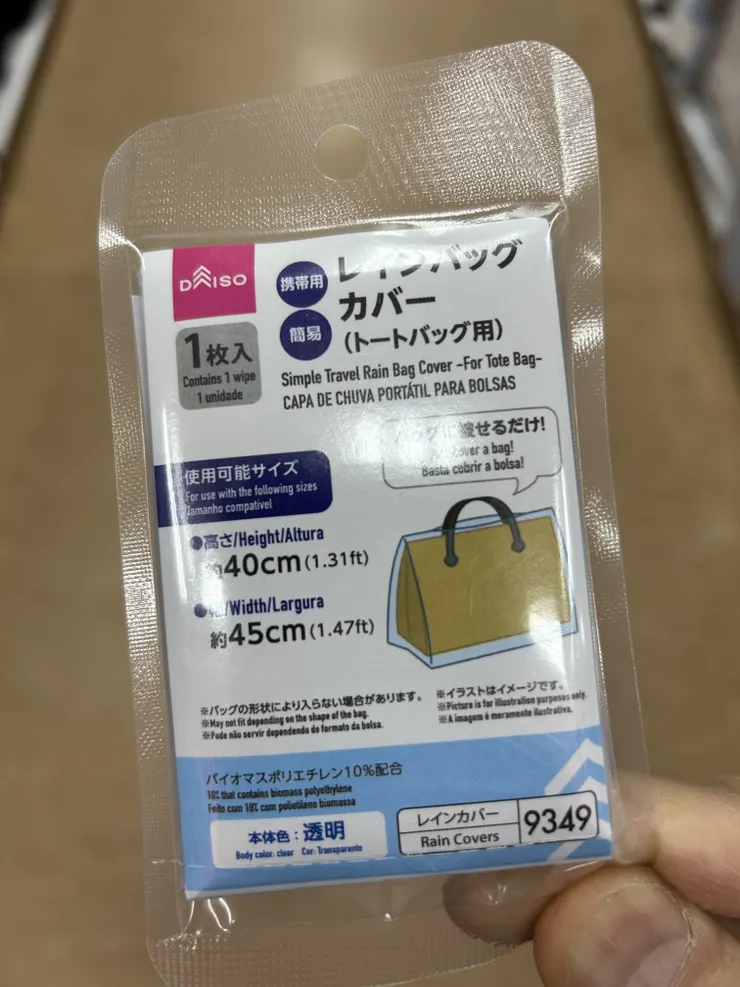 DAISO
携帯用
簡易
レインバッグ
カバー
(トートバッグ用)
1枚入
Contains 1 wipe
1 unidade
Simple Travel Rain Bag Cover -For Tote Bag-
CAPA DE CHUVA PORTÁTIL PARA BOLSAS
せるだけ!
cover a bag!
Basta cobrir a bolsa!
使用可能サイズ
For use with the following sizes
Tamanho compatível
●高さ/Height/Altura
約40cm(1.31ft)
/Width/Largura
約45cm(1.47ft)
※バッグの形状により入らない場合があります。
※May not fit depending on the shape of the bag.
※Pode não servir dependendo do formato da bolsa.
※イラストはイメージです。
※Picture is for illustration purposes only.
※A imagem é meramente ilustrativa.
バイオマスポリエチレン10%配合
10% that contains biomass polyethylene
Feito com 10% com polietileno biomassa
本体色:透明
Body color: clear Cor: Transparente
レインカバー
Rain Covers
9349